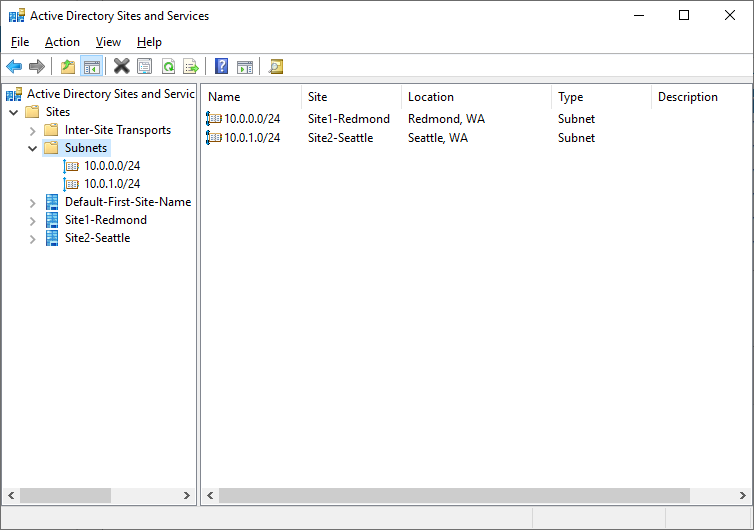 Active Directory Sites and Services
File Action View Help
Active Directory Sites and Servic
Sites
Inter-Site Transports
Subnets
10.0.0.0/24
10.0.1.0/24
Default-First-Site-Name
Site1-Redmond
Site2-Seattle
Name Site Location Type Description
10.0.0.0/24 Site1-Redmond Redmond, WA Subnet
10.0.1.0/24 Site2-Seattle Seattle, WA Subnet